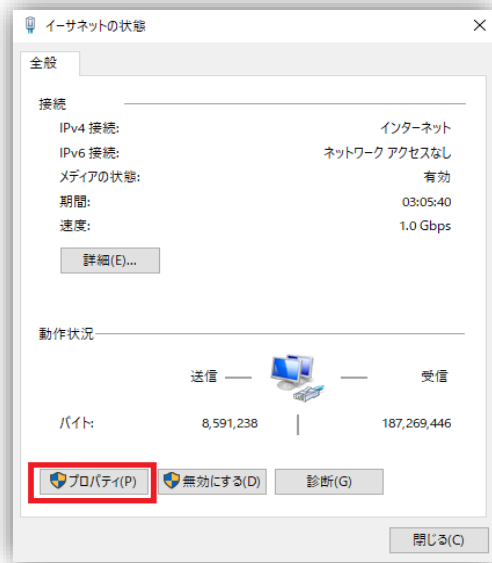 イーサネットの状態
全般
接続
IPv4 接続: インターネット
IPv6 接続: ネットワーク アクセスなし
メディアの状態: 有効
期間: 03:05:40
速度: 1.0 Gbps
詳細(E)...
動作状況
送信 受信
バイト: 8,591,238 187,269,446
プロパティ(P) 無効にする(D) 診断(G)
閉じる(C)